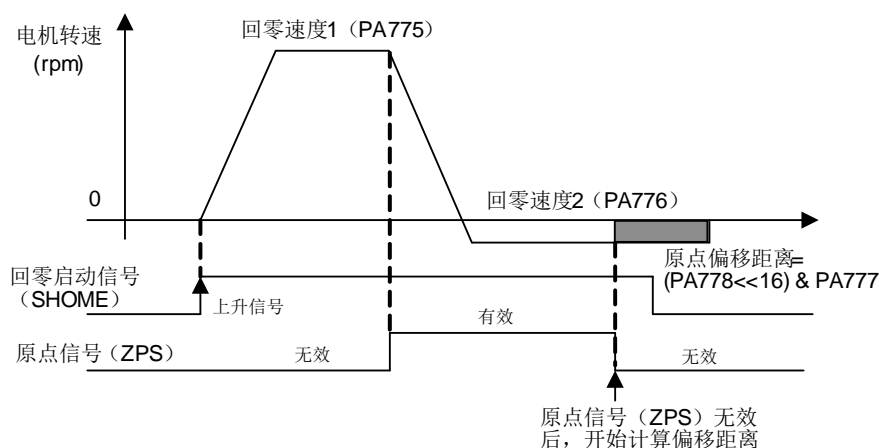 回零速度1（PA775）
电机转速
(rpm)
0
回零速度2（PA776）
原点偏移距离=
(PA778<<16) & PA777
回零启动信号
（SHOME）
上升信号
有效
原点信号（ZPS）
无效
无效
原点信号（ZPS）无效
后，开始计算偏移距离